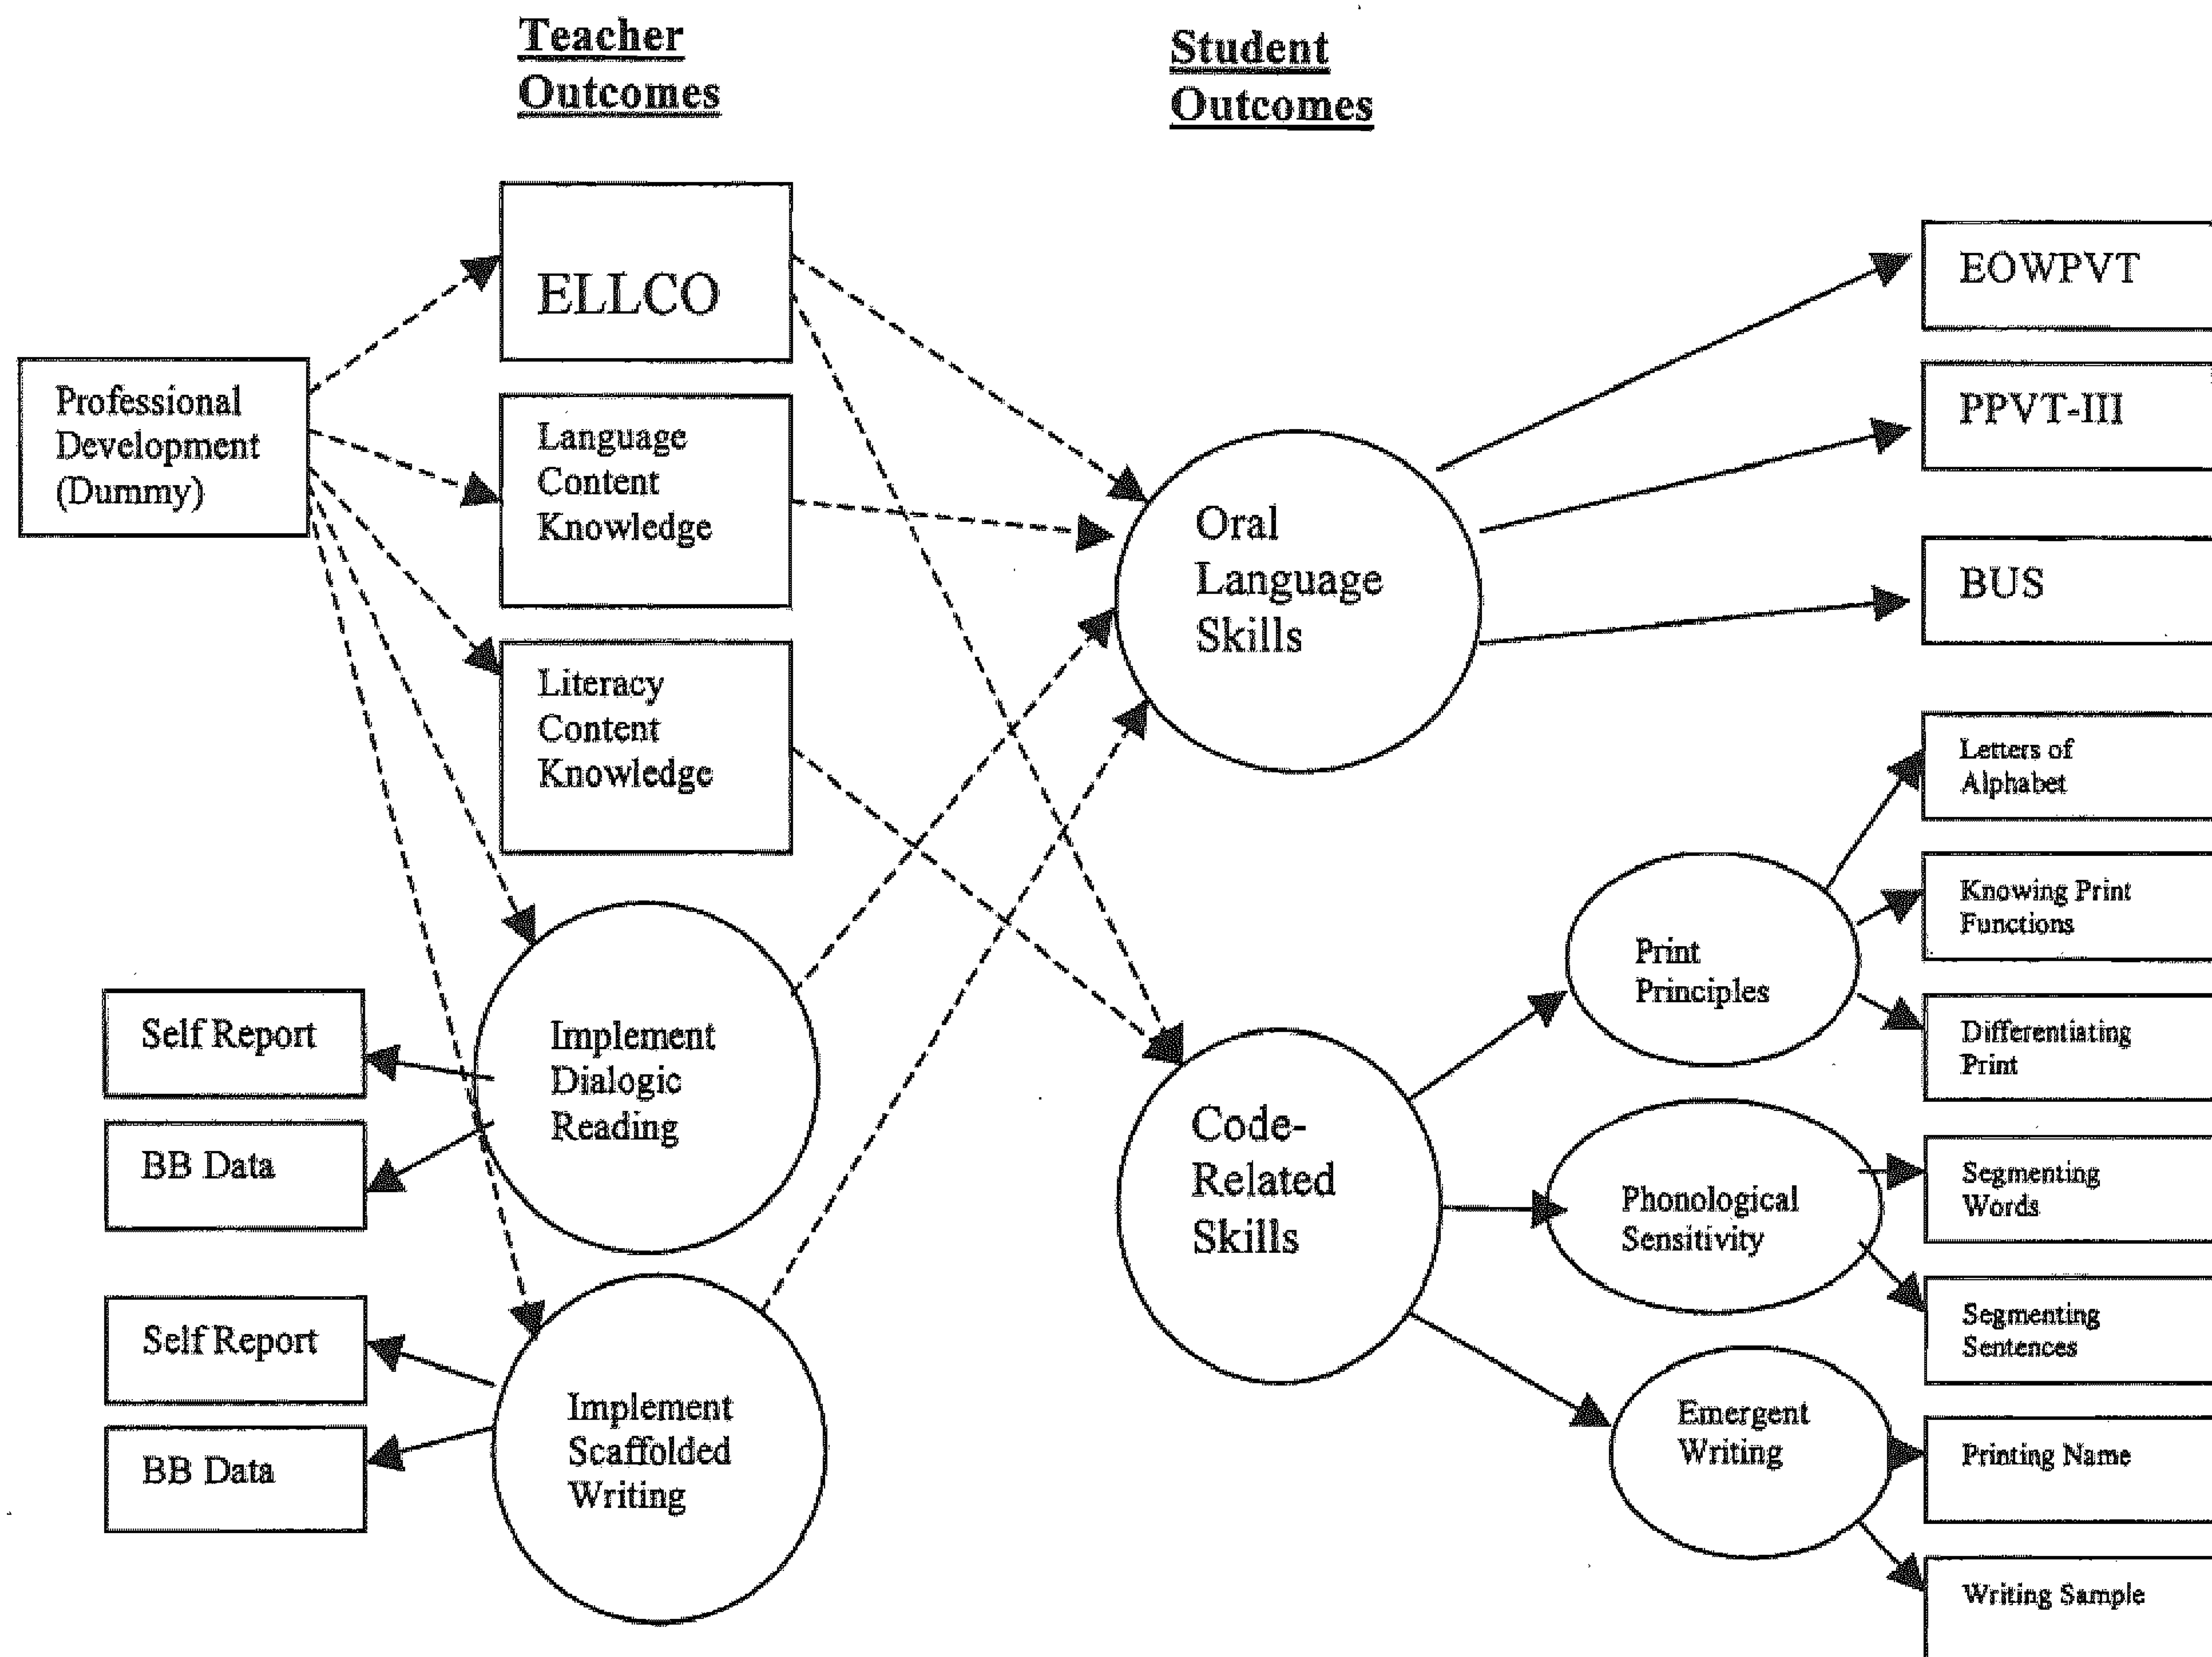 Teacher
Outcomes
Student
Outcomes
Professional
Development
(Dummy)
ELLCO
Language
Content
Knowledge
Literacy
Content
Knowledge
Implement
Dialogic
Reading
Self Report
BB Data
Implement
Scaffolded
Writing
Self Report
BB Data
Oral
Language
Skills
Code-
Related
Skills
EOWPVT
PPVT-III
BUS
Print
Principles
Letters of
Alphabet
Knowing Print
Functions
Differentiating
Print
Phonological
Sensitivity
Segmenting
Words
Segmenting
Sentences
Emergent
Writing
Printing Name
Writing Sample